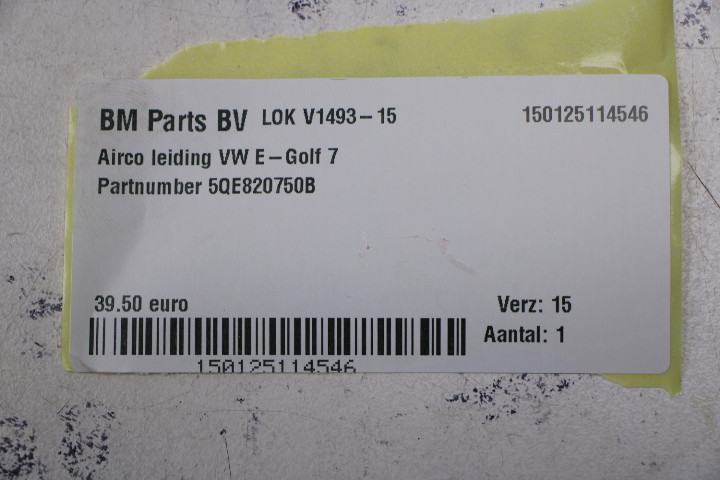 BM Parts BV LOK V1493-15 150125114546
Airco leiding VW E-Golf 7
Partnumber 5QE820750B
39.50 euro Verz: 15
Aantal: 1
150125114546